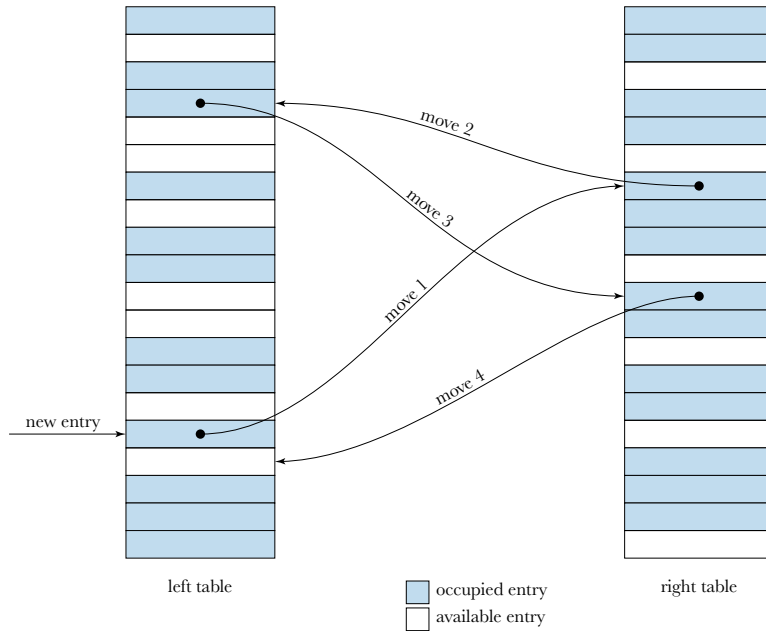 move 2
move 3
move 1
move 4
new entry
left table
right table
occupied entry
available entry